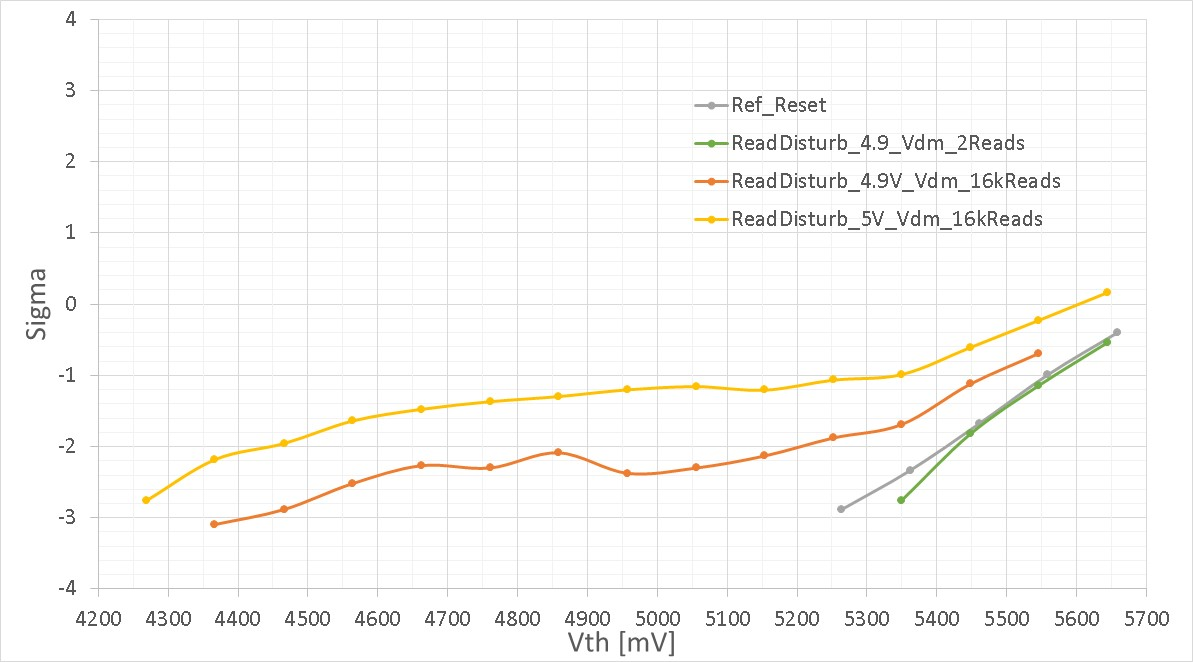 4
3
2
1
0
-1
-2
-3
-4
Sigma
Ref_Reset
ReadDisturb_4.9_Vdm_2Reads
ReadDisturb_4.9V_Vdm_16kReads
ReadDisturb_5V_Vdm_16kReads
4200 4300 4400 4500 4600 4700 4800 4900 5000 5100 5200 5300 5400 5500 5600 5700
Vth [mV]